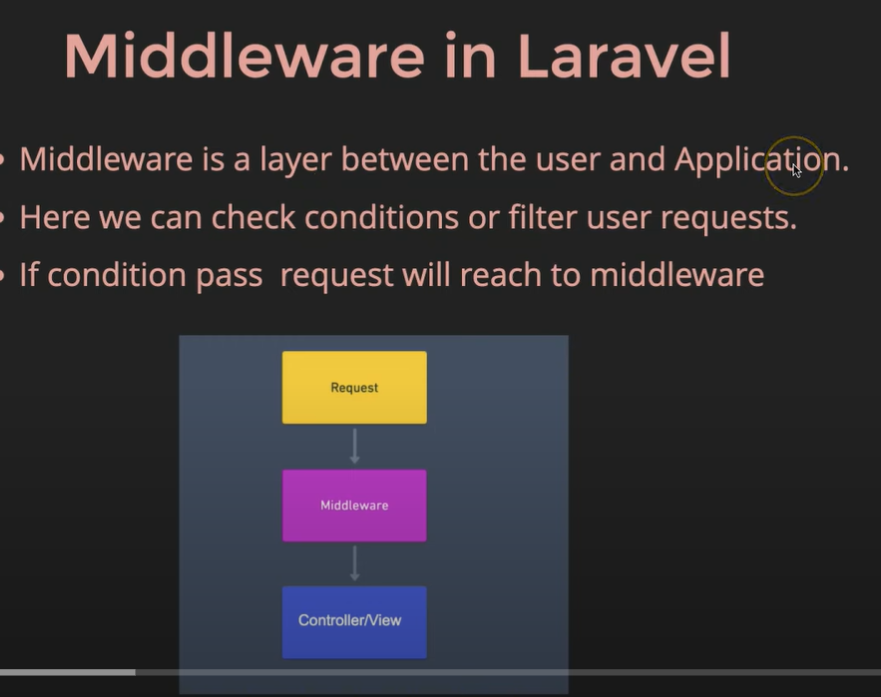 Middleware in Laravel
• Middleware is a layer between the user and Application.
• Here we can check conditions or filter user requests.
• If condition pass request will reach to middleware
Request
Middleware
Controller/View